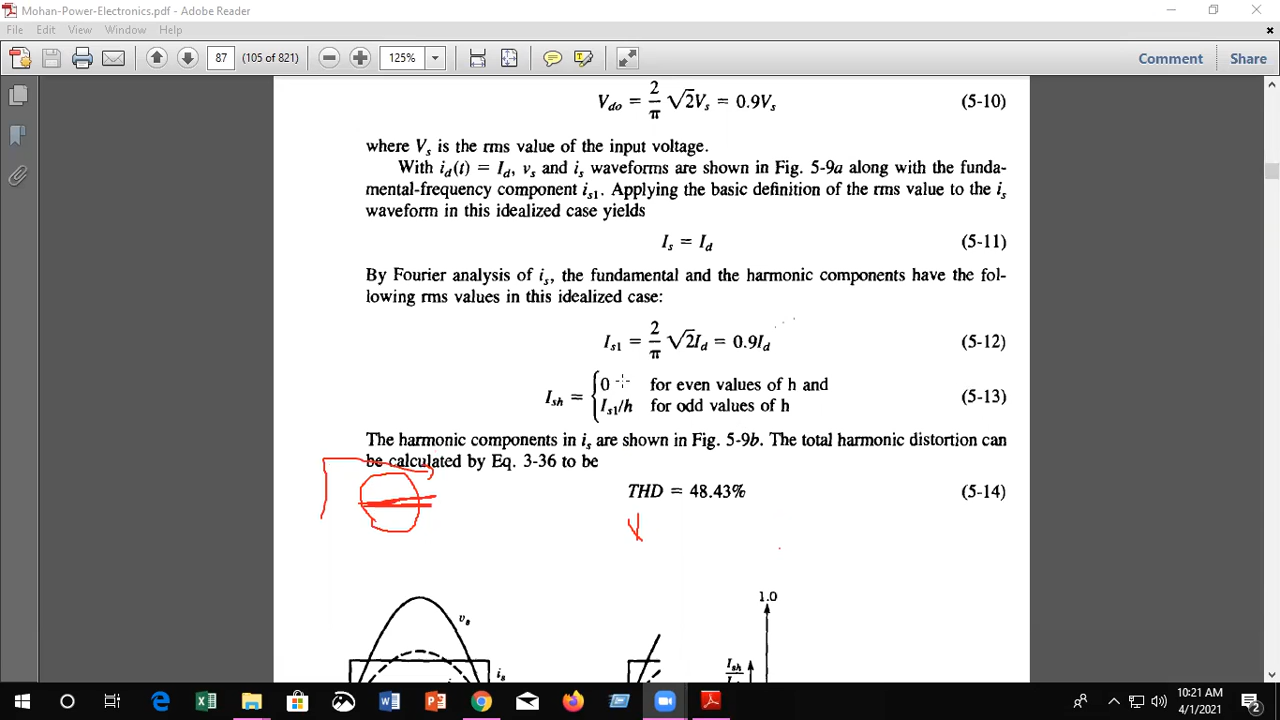 Mohan-Power-Electronics.pdf - Adobe Reader
File Edit View Window Help
87 (105 of 821) 125% Comment Share
V_do = 2/π √2V_s = 0.9V_s (5-10)
where V_s is the rms value of the input voltage.
With i_d(t) = I_d, v_s and i_s waveforms are shown in Fig. 5-9a along with the funda-
mental-frequency component i_s1. Applying the basic definition of the rms value to the i_s
waveform in this idealized case yields
I_s = I_d (5-11)
By Fourier analysis of i_s, the fundamental and the harmonic components have the fol-
lowing rms values in this idealized case:
I_s1 = 2/π √2I_d = 0.9I_d (5-12)
I_sh = { 0 for even values of h and
I_s1/h for odd values of h (5-13)
The harmonic components in i_s are shown in Fig. 5-9b. The total harmonic distortion can
be calculated by Eq. 3-36 to be
THD = 48.43% (5-14)
1.0
v_s
I_sh
i_s
10:21 AM
4/1/2021
2